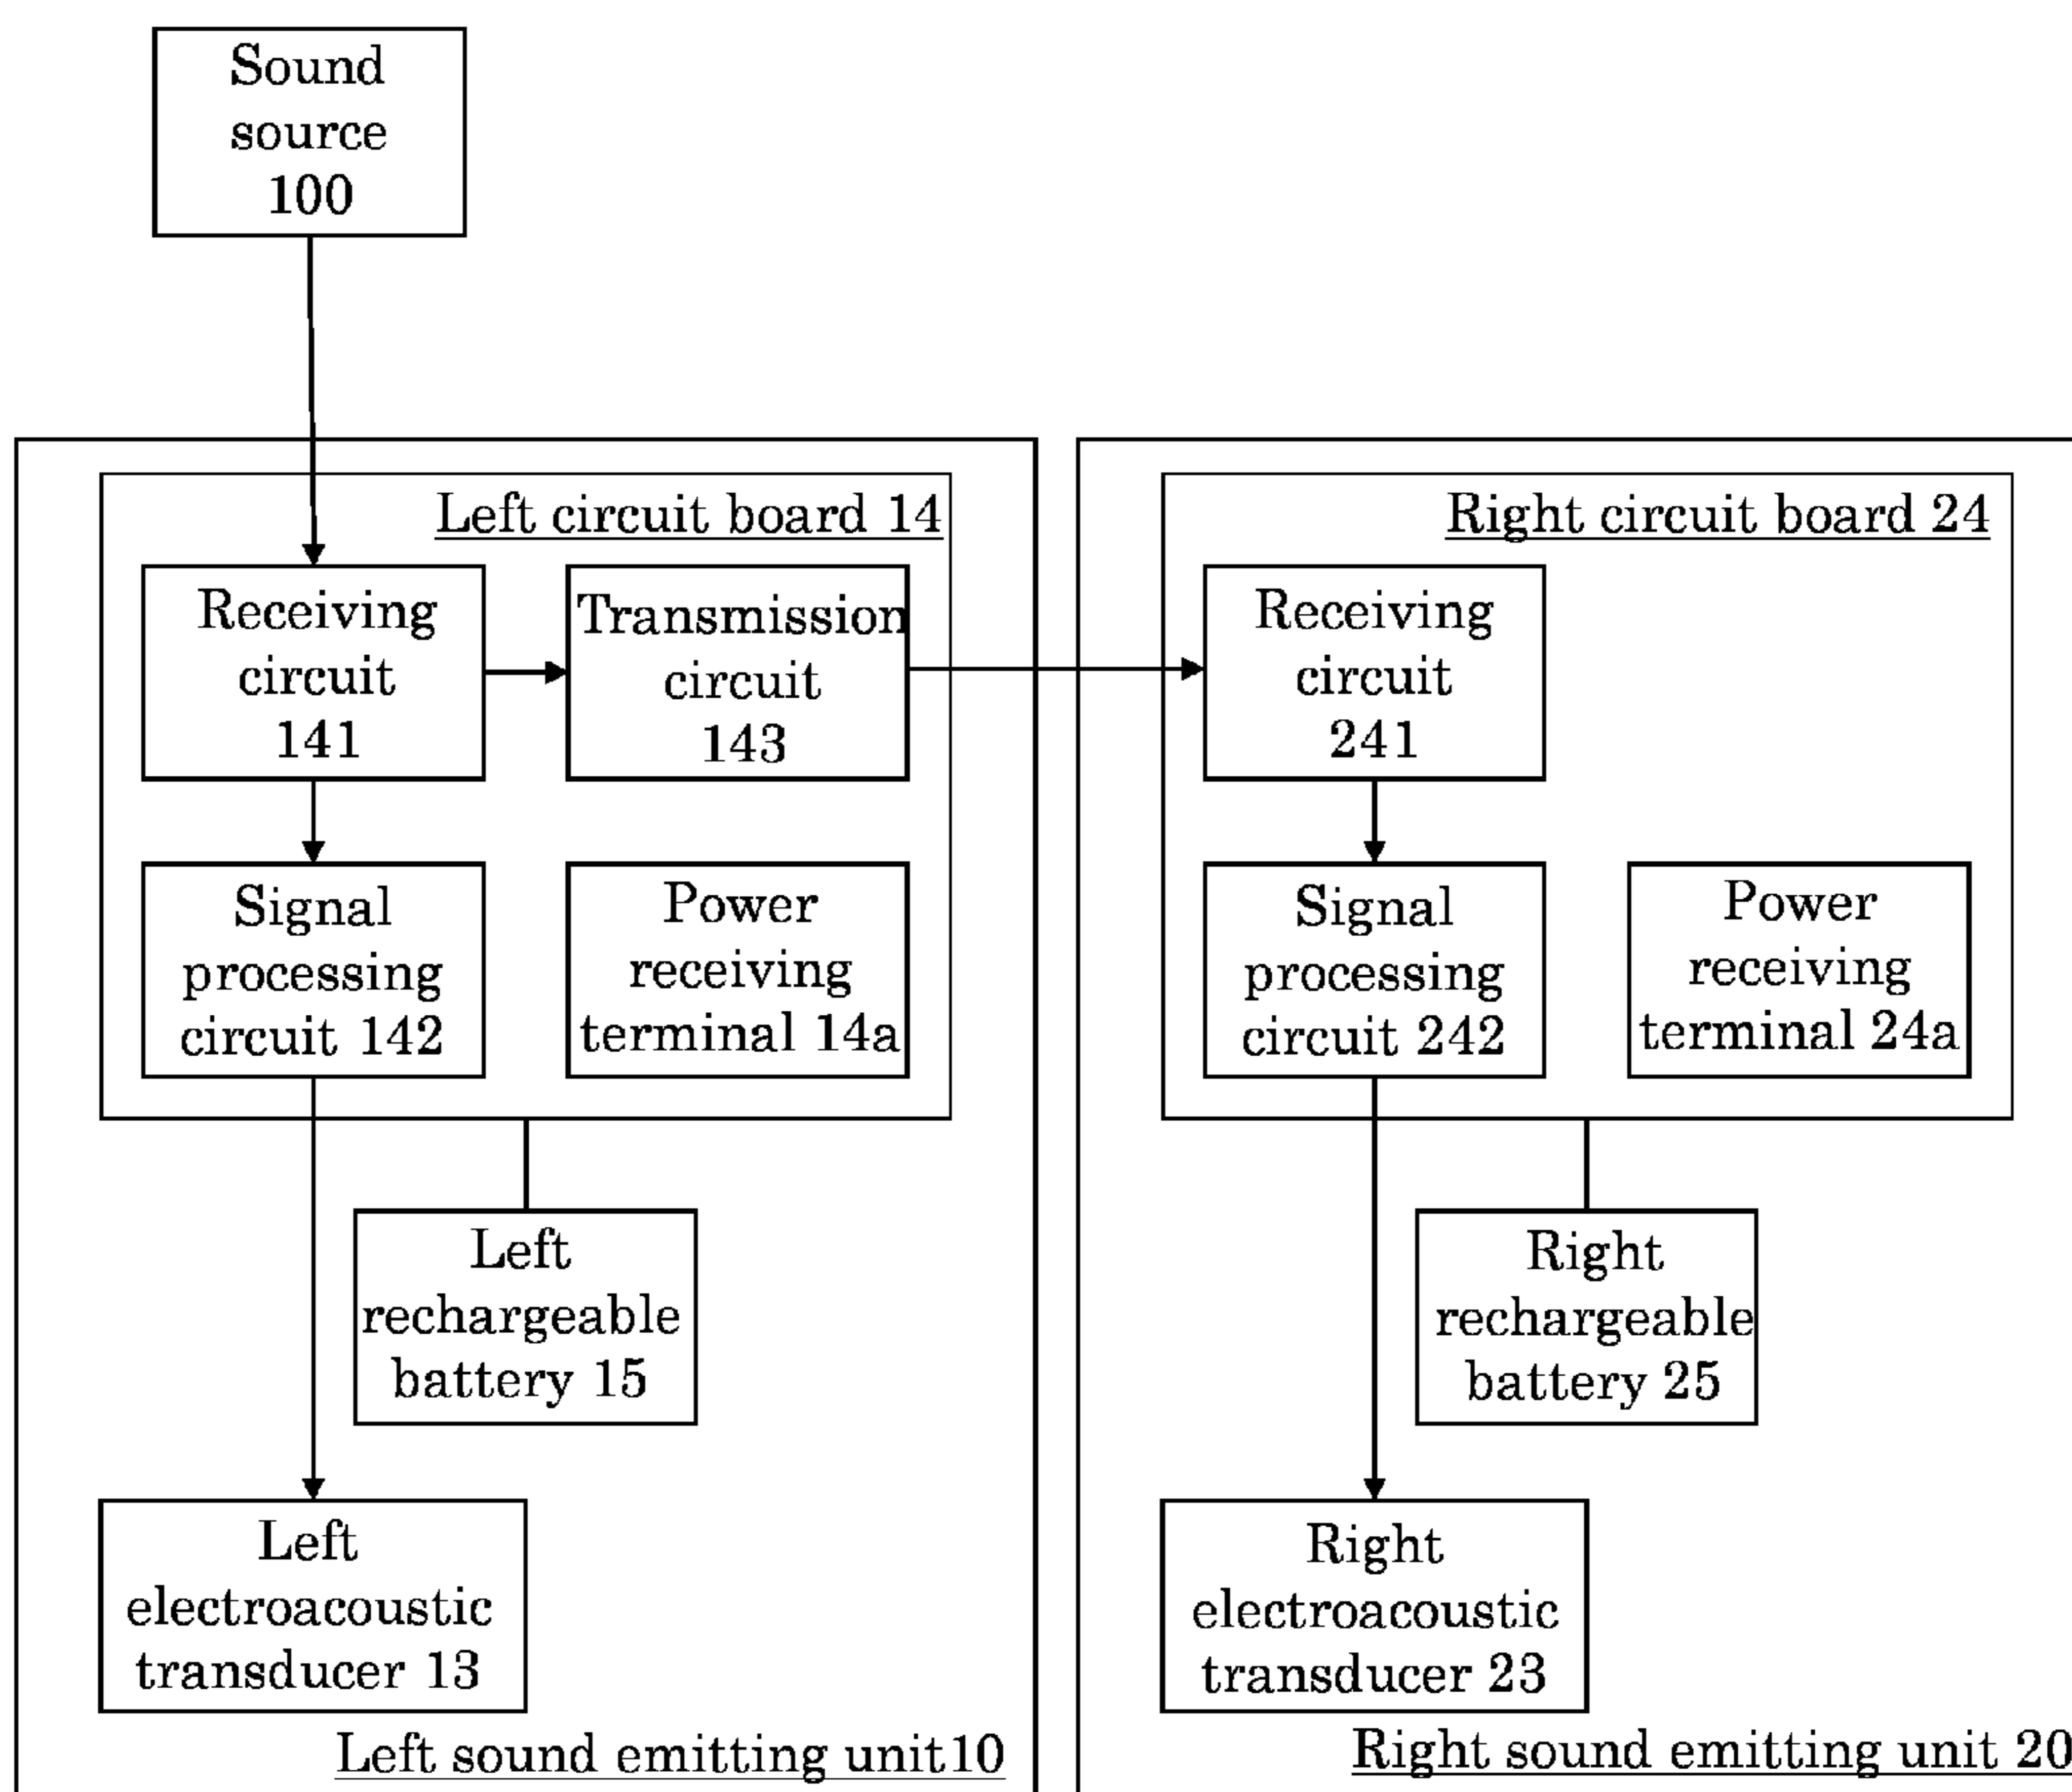 Sound
source
100
Left circuit board 14
Receiving
circuit
141
Transmission
circuit
143
Signal
processing
circuit 142
Power
receiving
terminal 14a
Left
rechargeable
battery 15
Left
electroacoustic
transducer 13
Left sound emitting unit10
Right circuit board 24
Receiving
circuit
241
Signal
processing
circuit 242
Power
receiving
terminal 24a
Right
rechargeable
battery 25
Right
electroacoustic
transducer 23
Right sound emitting unit 20